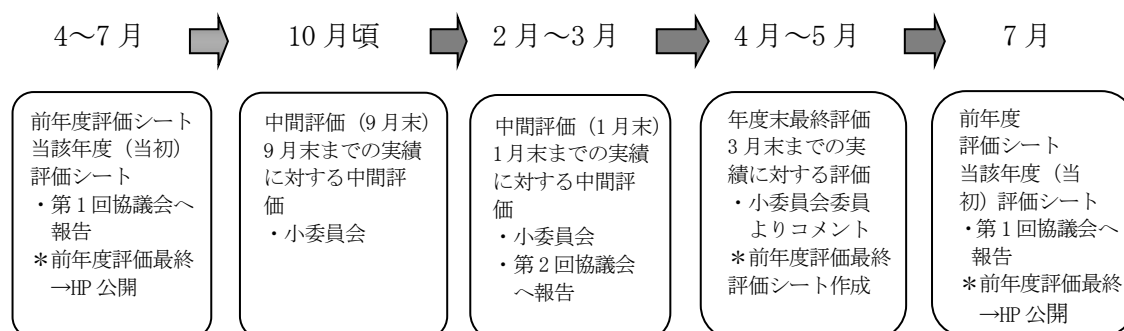 4～7月
10月頃
2月～3月
4月～5月
7月
前年度評価シート
当該年度（当初）
評価シート
・第1回協議会へ
報告
＊前年度評価最終
→HP公開
中間評価（9月末）
9月末までの実績
に対する中間評
価
・小委員会
中間評価（1月末）
1月末までの実績
に対する中間評
価
・小委員会
・第2回協議会
へ報告
年度末最終評価
3月末までの実
績に対する評価
・小委員会委員
よりコメント
＊前年度評価最終
評価シート作成
前年度
評価シート
当該年度（当
初）評価シート
・第1回協議会へ
報告
＊前年度評価最終
→HP公開